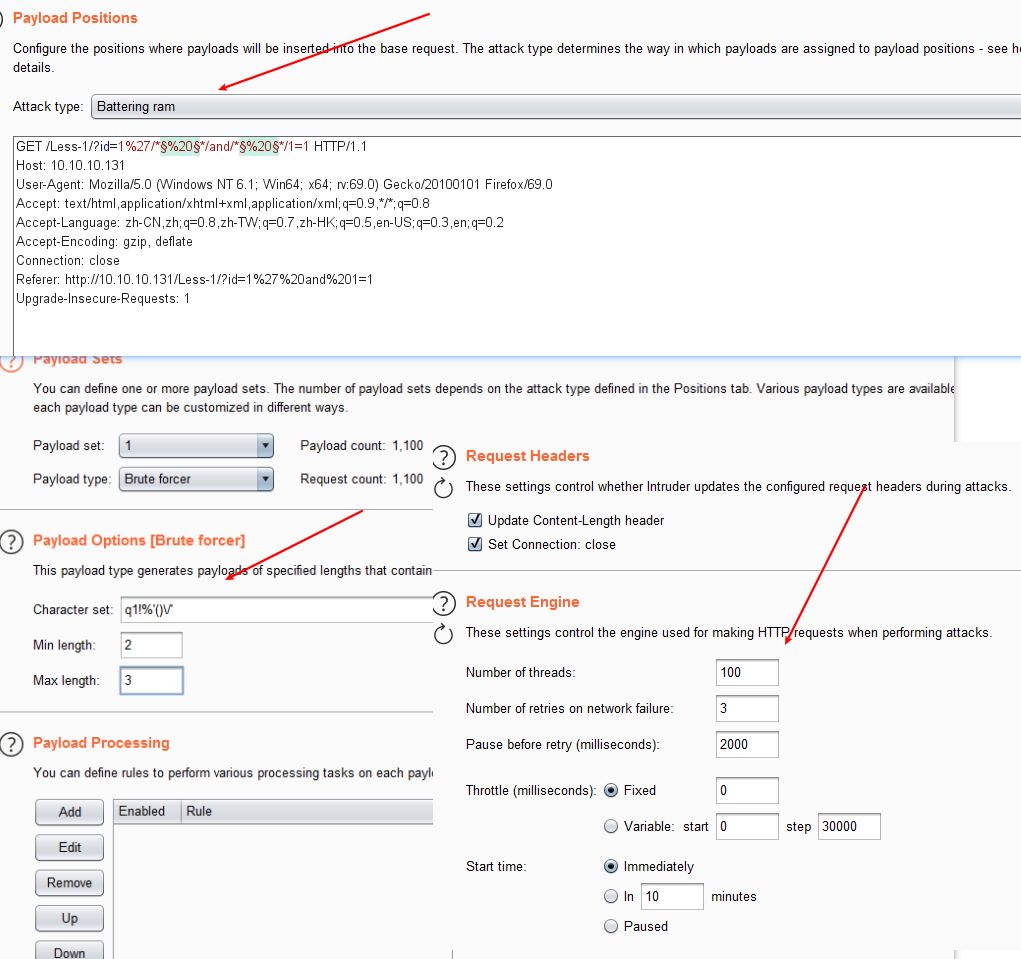 Payload Positions
Configure the positions where payloads will be inserted into the base request. The attack type determines the way in which payloads are assigned to payload positions - see
details.
Attack type: Battering ram
GET /Less-1/?id=1%27/*§%20§*/and/*§%20§*/1=1 HTTP/1.1
Host: 10.10.10.131
User-Agent: Mozilla/5.0 (Windows NT 6.1; Win64; x64; rv:69.0) Gecko/20100101 Firefox/69.0
Accept: text/html,application/xhtml+xml,application/xml;q=0.9,*/*;q=0.8
Accept-Language: zh-CN,zh;q=0.8,zh-TW;q=0.7,zh-HK;q=0.5,en-US;q=0.3,en;q=0.2
Accept-Encoding: gzip, deflate
Connection: close
Referer: http://10.10.10.131/Less-1/?id=1%27%20and%201=1
Upgrade-Insecure-Requests: 1
Payload Sets
You can define one or more payload sets. The number of payload sets depends on the attack type defined in the Positions tab. Various payload types are available
each payload type can be customized in different ways.
Payload set: 1 Payload count: 1,100
Payload type: Brute forcer Request count: 1,100
Payload Options [Brute forcer]
This payload type generates payloads of specified lengths that contain
Character set:
Min length: 2
Max length: 3
Payload Processing
You can define rules to perform various processing tasks on each
Add Enabled Rule
Edit
Remove
Up
Down
Request Headers
These settings control whether Intruder updates the configured request headers during attacks.
Update Content-Length header
Set Connection: close
Request Engine
These settings control the engine used for making HTTP requests when performing attacks.
Number of threads: 100
Number of retries on network failure: 3
Pause before retry (milliseconds): 2000
Throttle (milliseconds): Fixed 0
Variable: start 0 step 30000
Start time: Immediately
In 10 minutes
Paused